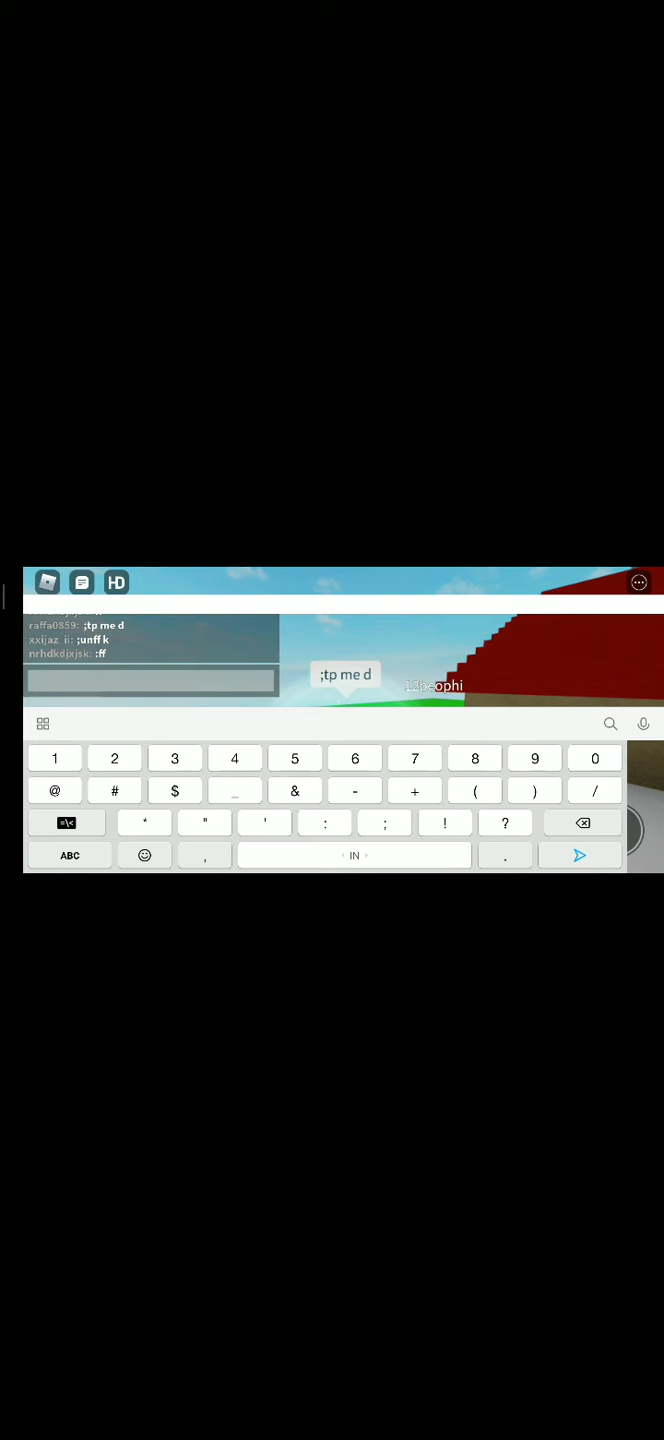 HD
raffa0859: ;tp me d
xxijaz_ii: ;unff k
nrhdkdjxjsk: :ff
;tp me d
12beophi
1 2 3 4 5 6 7 8 9 0
@ # $ _ & - + ( ) /
=\< * " ' : ; ! ?
ABC , IN .